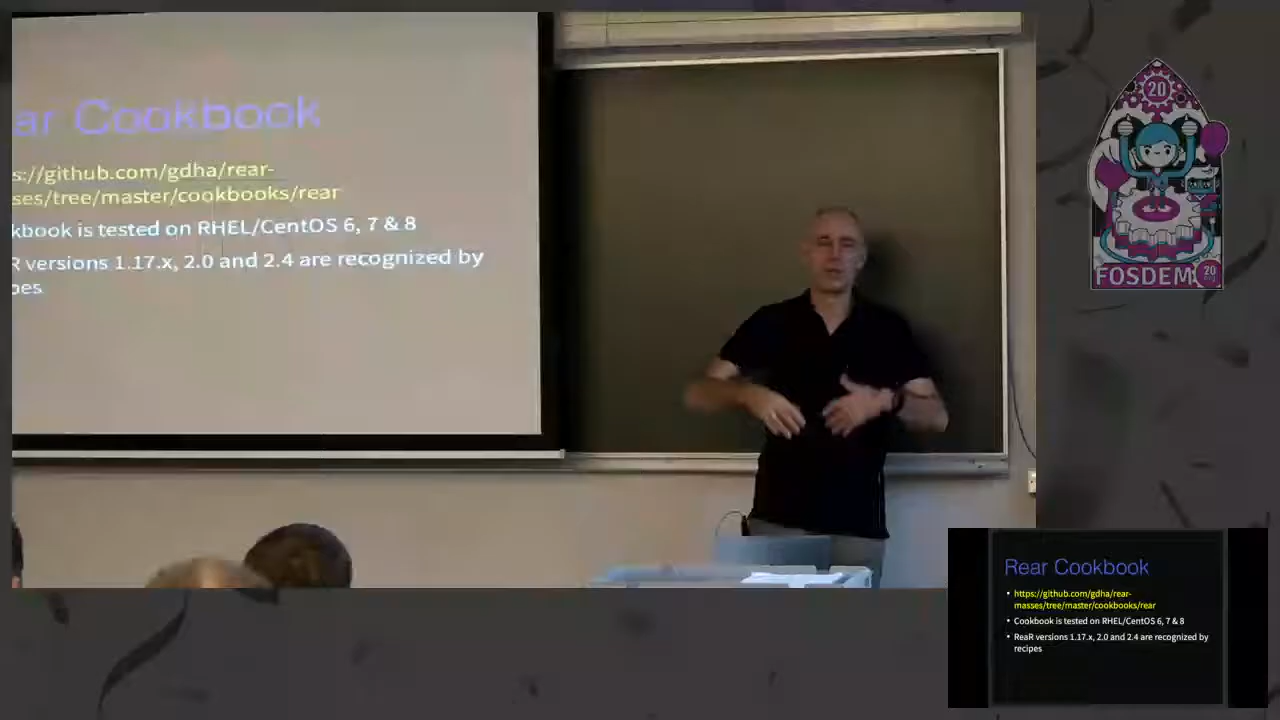 ar Cookbook
s://github.com/gdha/rear-
ses/tree/master/cookbooks/rear
kbook is tested on RHEL/CentOS 6, 7 & 8
R versions 1.17.x, 2.0 and 2.4 are recognized by
pes
20
FOSDEM
20
Rear Cookbook
• https://github.com/gdha/rear-
masses/tree/master/cookbooks/rear
• Cookbook is tested on RHEL/CentOS 6, 7 & 8
• ReaR versions 1.17.x, 2.0 and 2.4 are recognized by
recipes